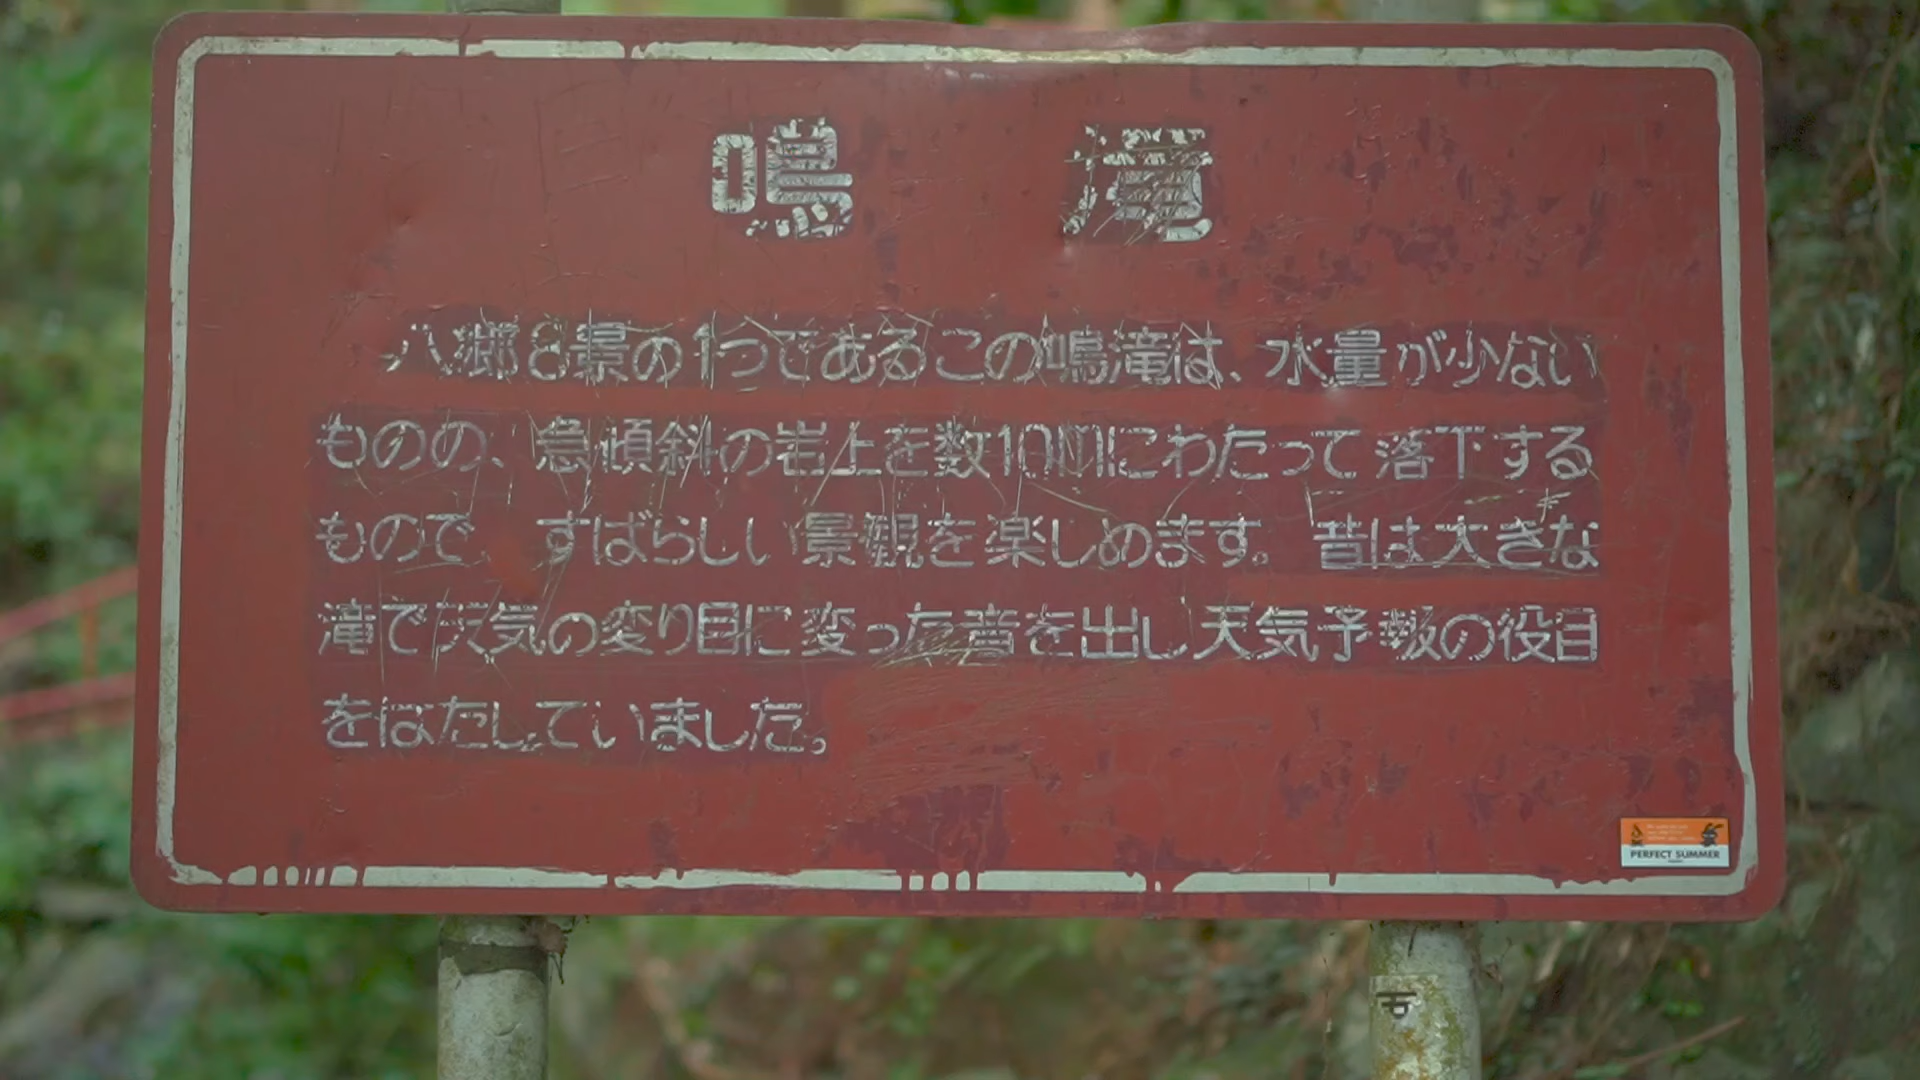 鳴滝
八郷8景の1つである この鳴滝は、水量が少ない
ものの、急傾斜の岩上を数10Mにわたって落下する
もので、すばらしい景観を楽しめます。昔は大きな
滝で天気の変り目に変った音を出し天気予報の役目
をはたしていました。
PERFECT SUMMER